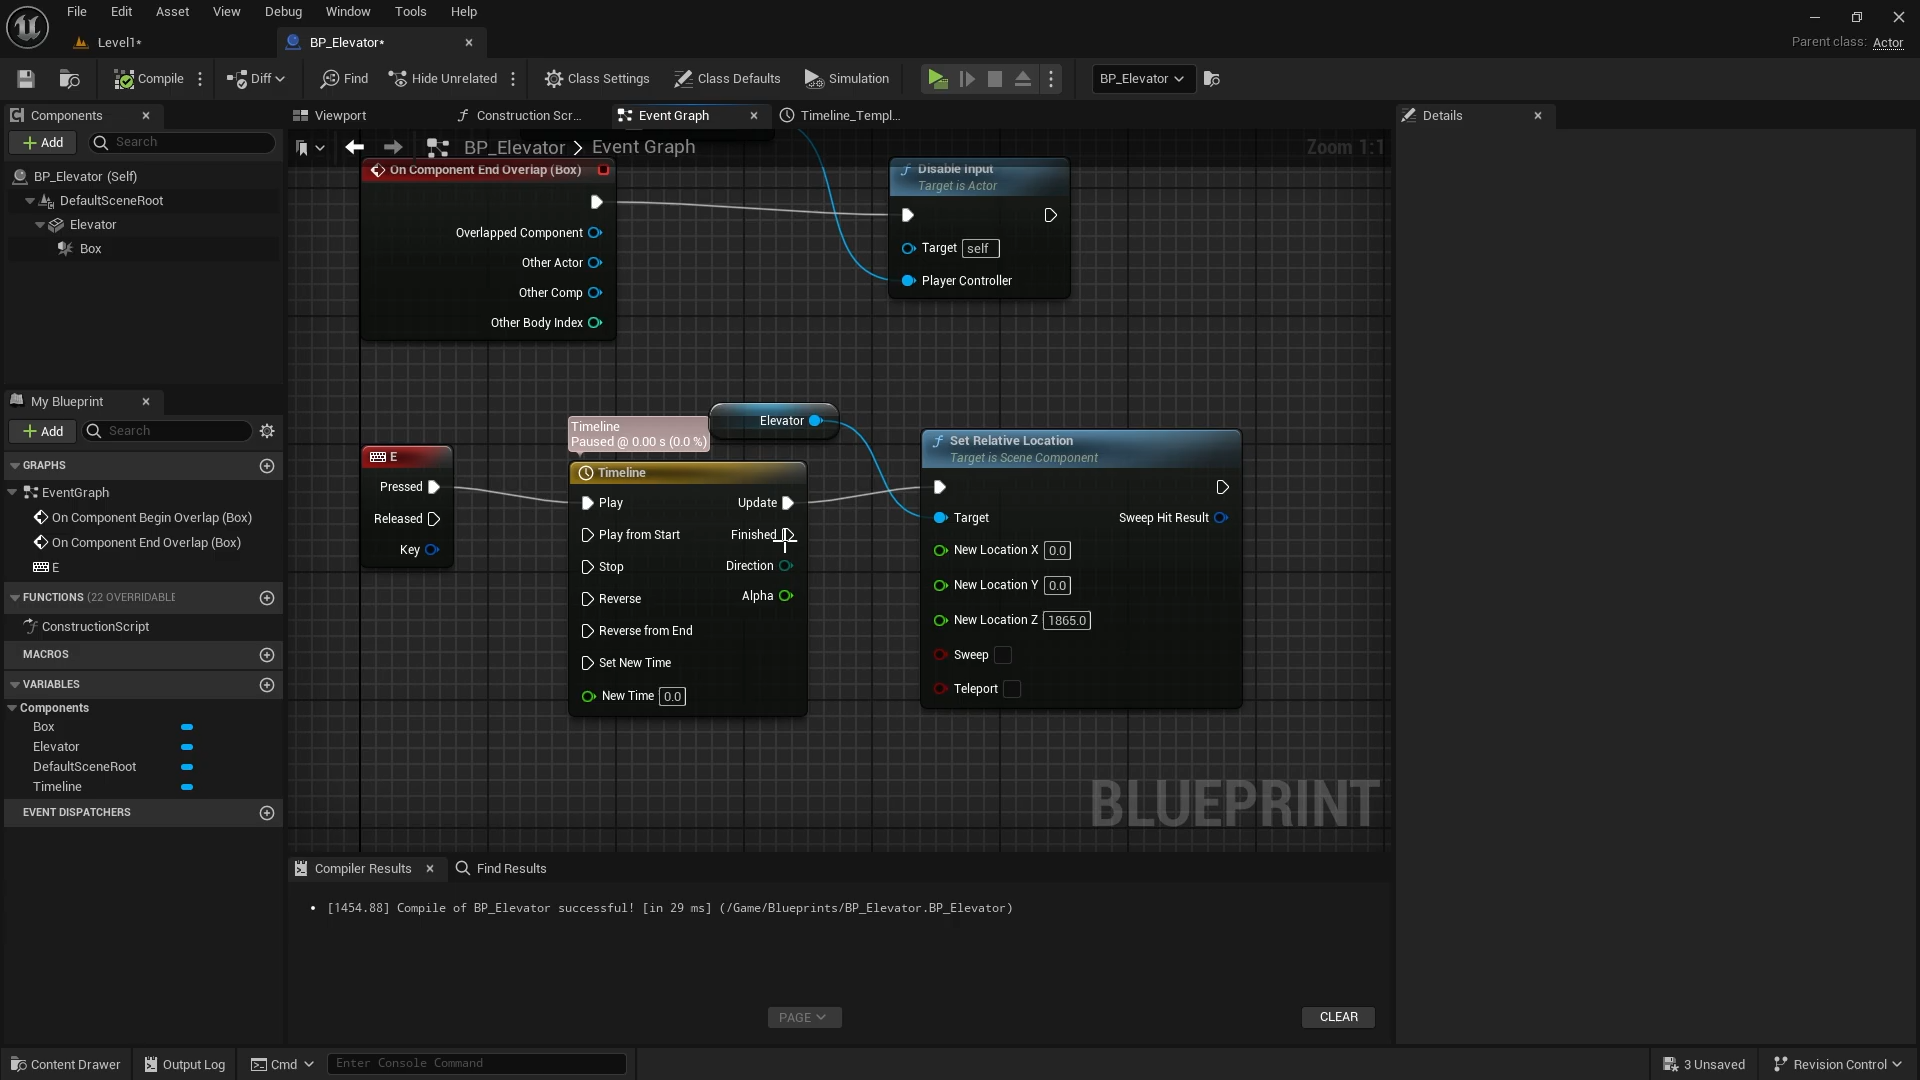 File Edit Asset View Debug Window Tools Help
Level1*
BP_Elevator*
Parent class: Actor
Compile
Diff
Find
Hide Unrelated
Class Settings
Class Defaults
Simulation
BP_Elevator
Components
Add
Search
BP_Elevator (Self)
DefaultSceneRoot
Elevator
Box
My Blueprint
Add
Search
GRAPHS
EventGraph
On Component Begin Overlap (Box)
On Component End Overlap (Box)
E
FUNCTIONS (22 OVERRIDABLE
ConstructionScript
MACROS
VARIABLES
Components
Box
Elevator
DefaultSceneRoot
Timeline
EVENT DISPATCHERS
Viewport
Construction Scr...
Event Graph
Timeline_Templ...
BP_Elevator > Event Graph
Zoom 1:1
On Component End Overlap (Box)
Overlapped Component
Other Actor
Other Comp
Other Body Index
Disable Input
Target is Actor
Target self
Player Controller
E
Pressed
Released
Key
Timeline
Paused @ 0.00 s (0.0 %)
Elevator
Timeline
Play Update
Play from Start Finished
Stop Direction
Reverse Alpha
Reverse from End
Set New Time
New Time 0.0
Set Relative Location
Target is Scene Component
Target Sweep Hit Result
New Location X 0.0
New Location Y 0.0
New Location Z 1865.0
Sweep
Teleport
BLUEPRINT
Compiler Results
Find Results
• [1454.88] Compile of BP_Elevator successful! [in 29 ms] (/Game/Blueprints/BP_Elevator.BP_Elevator)
PAGE
CLEAR
Details
Content Drawer
Output Log
Cmd
Enter Console Command
3 Unsaved
Revision Control